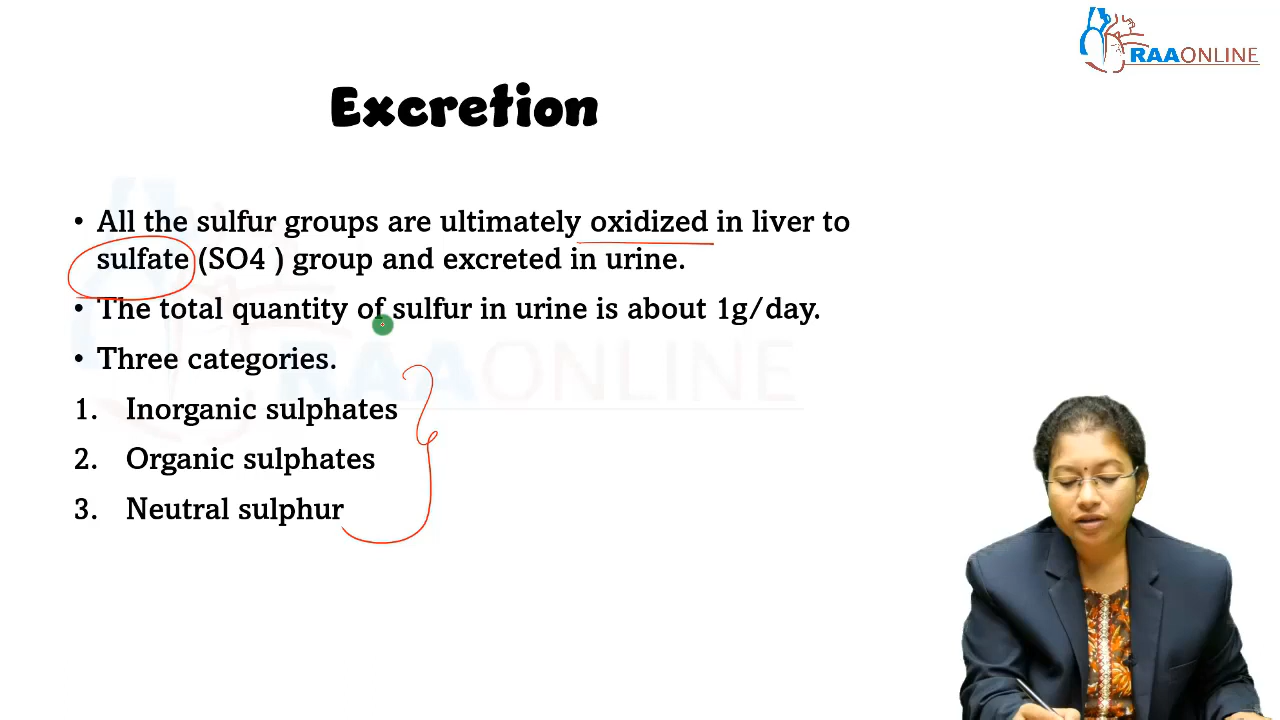 RAAONLINE
Excretion
• All the sulfur groups are ultimately oxidized in liver to
sulfate (SO4 ) group and excreted in urine.
• The total quantity of sulfur in urine is about 1g/day.
• Three categories.
1. Inorganic sulphates
2. Organic sulphates
3. Neutral sulphur
RAAONLINE